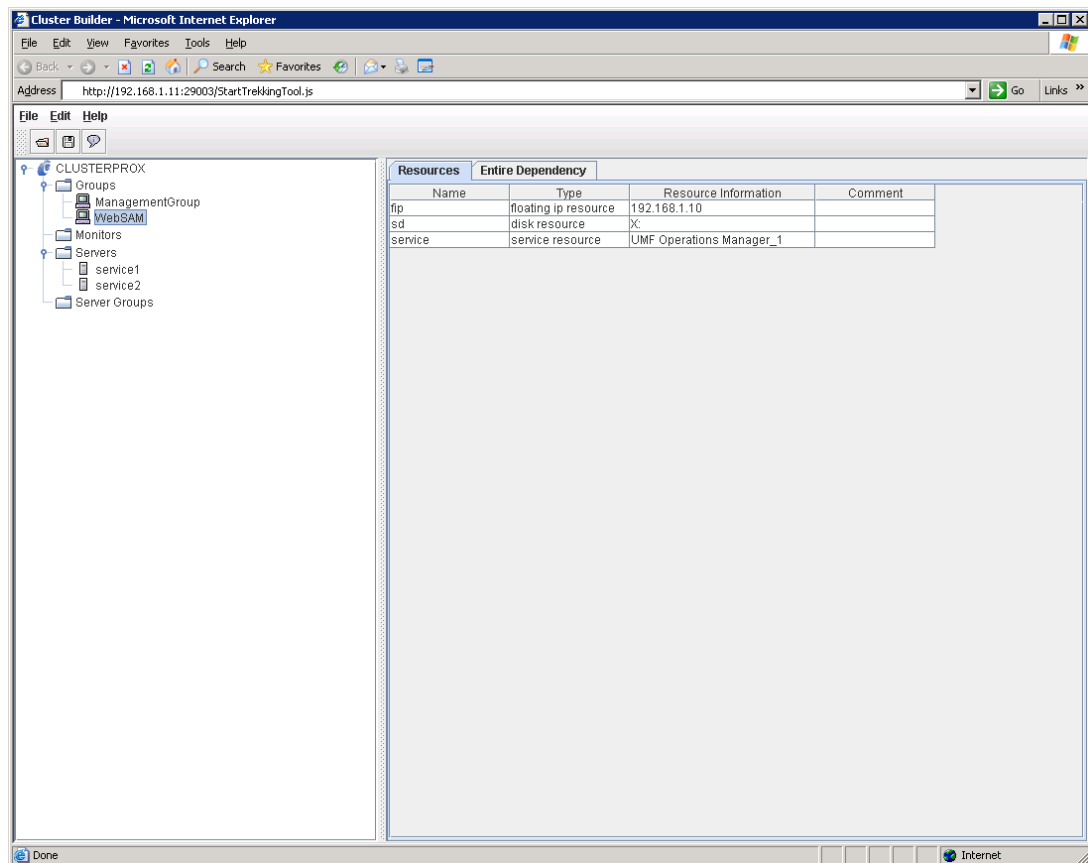 Cluster Builder - Microsoft Internet Explorer
File Edit View Favorites Tools Help
Back Search Favorites
Address http://192.168.1.11:29003/StartTrekkingTool.js Go Links »
File Edit Help
CLUSTERPROX
Groups
ManagementGroup
WebSAM
Monitors
Servers
service1
service2
Server Groups
Resources Entire Dependency
Name Type Resource Information Comment
fip floating ip resource 192.168.1.10
sd disk resource X:
service service resource UMF Operations Manager_1
Done Internet